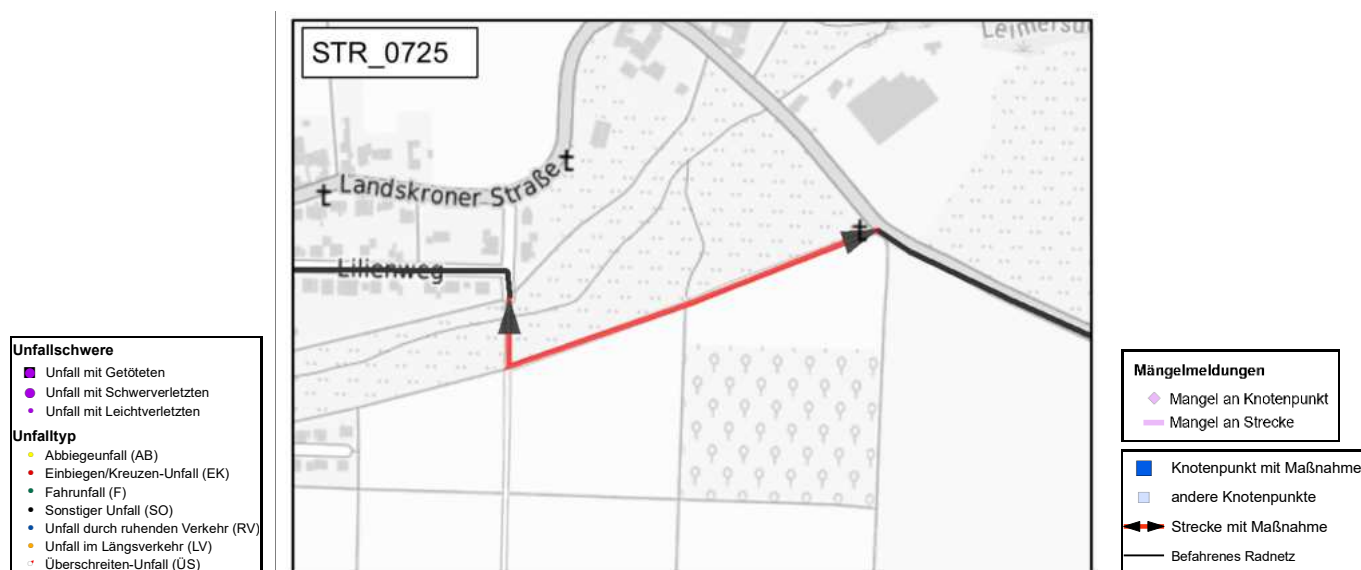 STR_0725
Landskroner Straße
Lilienweg
Unfallschwere
Unfall mit Getöteten
Unfall mit Schwerverletzten
Unfall mit Leichtverletzten
Unfalltyp
Abbiegeunfall (AB)
Einbiegen/Kreuzen-Unfall (EK)
Fahrunfall (F)
Sonstiger Unfall (SO)
Unfall durch ruhenden Verkehr (RV)
Unfall im Längsverkehr (LV)
Überschreiten-Unfall (ÜS)
Mängelmeldungen
Mangel an Knotenpunkt
Mangel an Strecke
Knotenpunkt mit Maßnahme
andere Knotenpunkte
Strecke mit Maßnahme
Befahrenes Radnetz